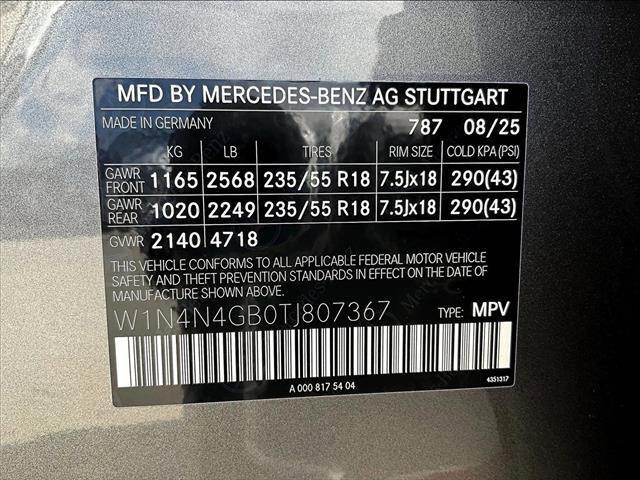 MFD BY MERCEDES-BENZ AG STUTTGART
MADE IN GERMANY 787 08/25
KG LB TIRES RIM SIZE COLD KPA (PSI)
GAWR FRONT 1165 2568 235/55 R18 7.5Jx18 290(43)
GAWR REAR 1020 2249 235/55 R18 7.5Jx18 290(43)
GVWR 2140 4718
THIS VEHICLE CONFORMS TO ALL APPLICABLE FEDERAL MOTOR VEHICLE
SAFETY AND THEFT PREVENTION STANDARDS IN EFFECT ON THE DATE OF
MANUFACTURE SHOWN ABOVE.
W1N4N4GB0TJ807367 TYPE: MPV
A 000 817 54 04 4351317